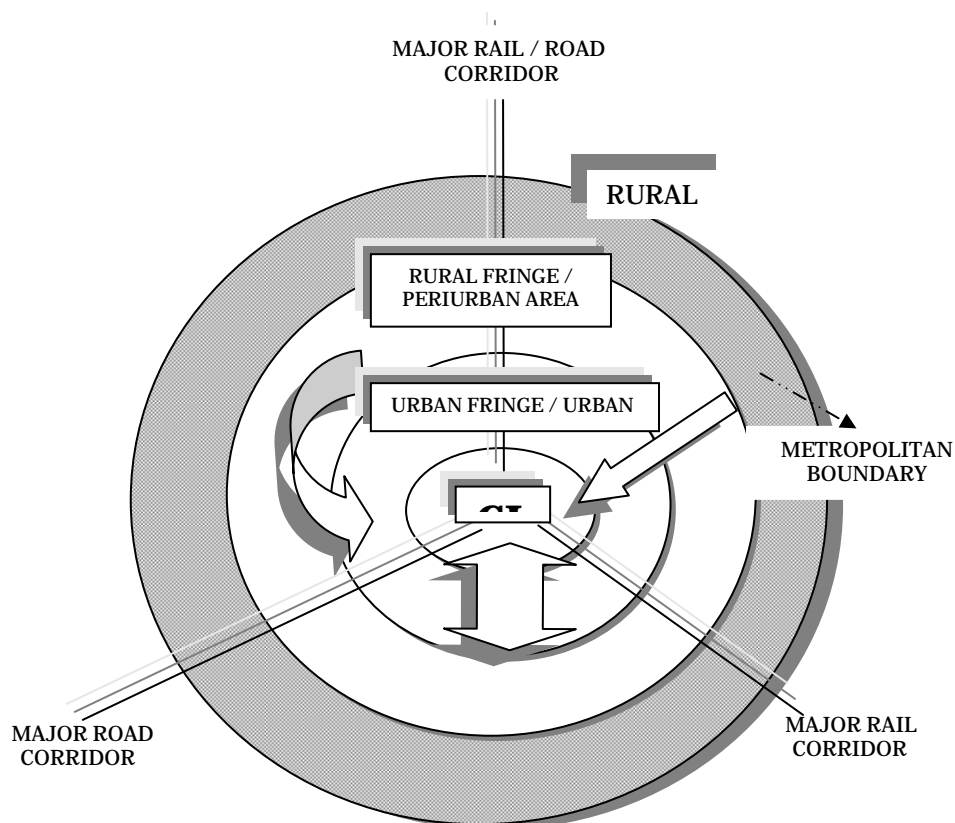 MAJOR RAIL / ROAD
CORRIDOR
RURAL
RURAL FRINGE /
PERIURBAN AREA
URBAN FRINGE / URBAN
METROPOLITAN
BOUNDARY
MAJOR ROAD
CORRIDOR
MAJOR RAIL
CORRIDOR